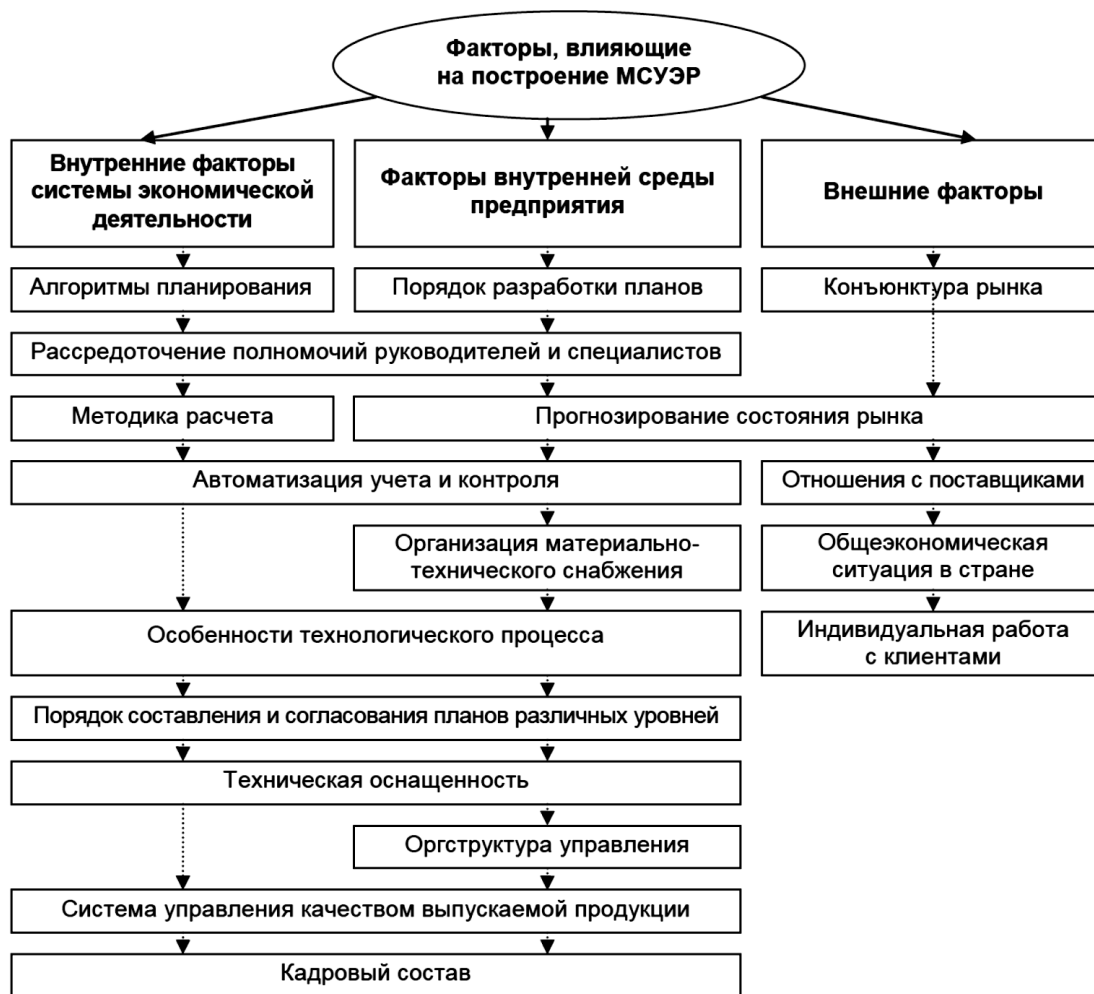 Факторы, влияющие
на построение МСУЭР
Внутренние факторы
системы экономической
деятельности
Факторы внутренней среды
предприятия
Внешние факторы
Алгоритмы планирования
Порядок разработки планов
Конъюнктура рынка
Рассредоточение полномочий руководителей и специалистов
Методика расчета
Прогнозирование состояния рынка
Автоматизация учета и контроля
Отношения с поставщиками
Организация материально-
технического снабжения
Общеэкономическая
ситуация в стране
Особенности технологического процесса
Индивидуальная работа
с клиентами
Порядок составления и согласования планов различных уровней
Техническая оснащенность
Оргструктура управления
Система управления качеством выпускаемой продукции
Кадровый состав